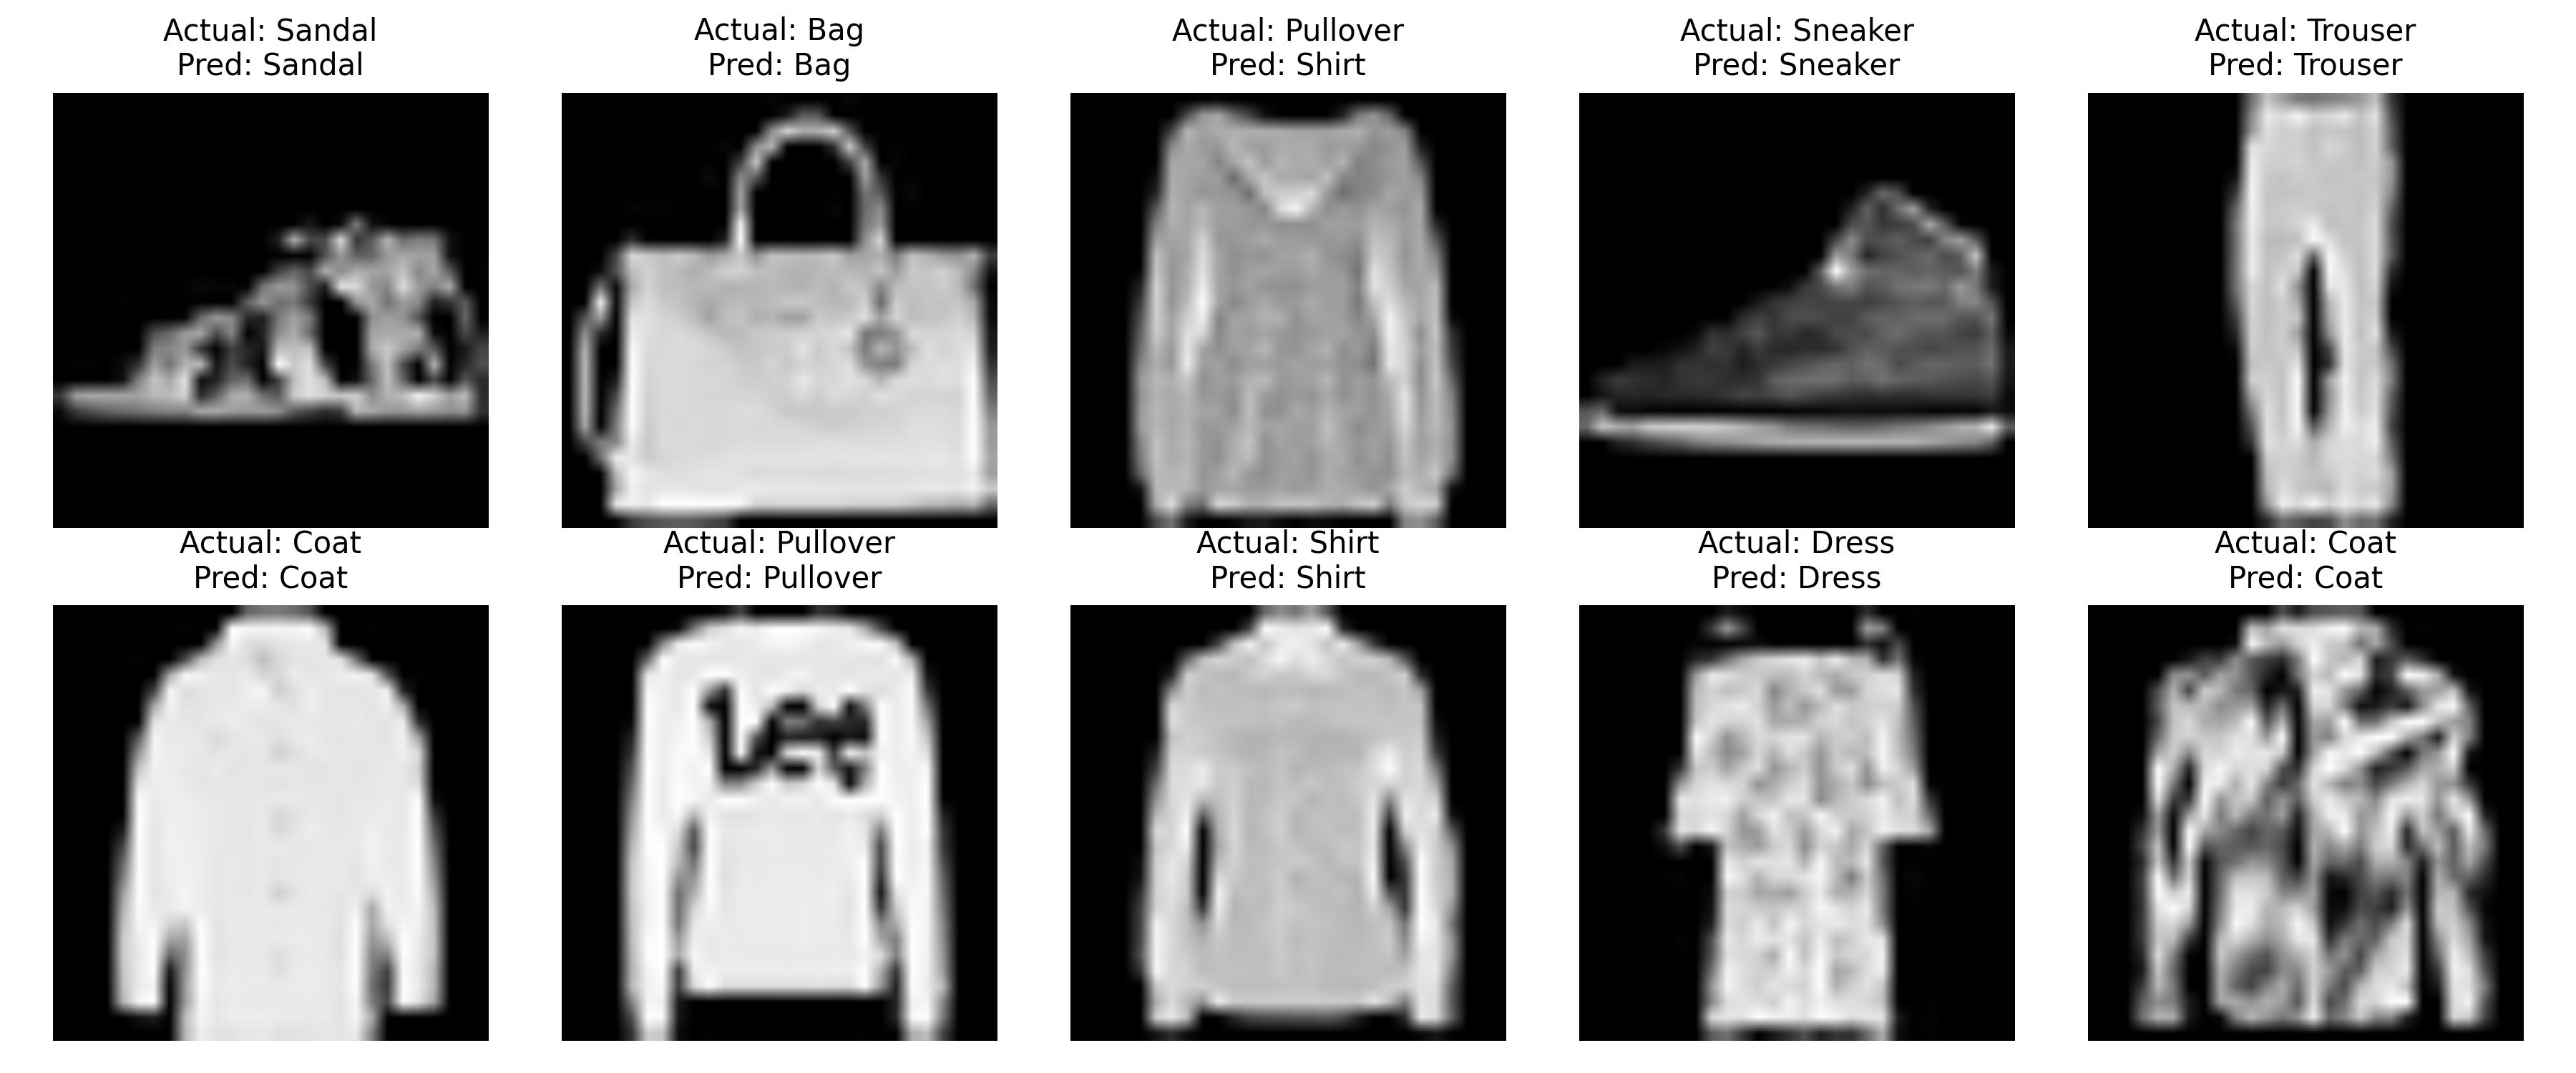 Actual: Sandal
Pred: Sandal
Actual: Bag
Pred: Bag
Actual: Pullover
Pred: Shirt
Actual: Sneaker
Pred: Sneaker
Actual: Trouser
Pred: Trouser
Actual: Coat
Pred: Coat
Actual: Pullover
Pred: Pullover
Lee
Actual: Shirt
Pred: Shirt
Actual: Dress
Pred: Dress
Actual: Coat
Pred: Coat